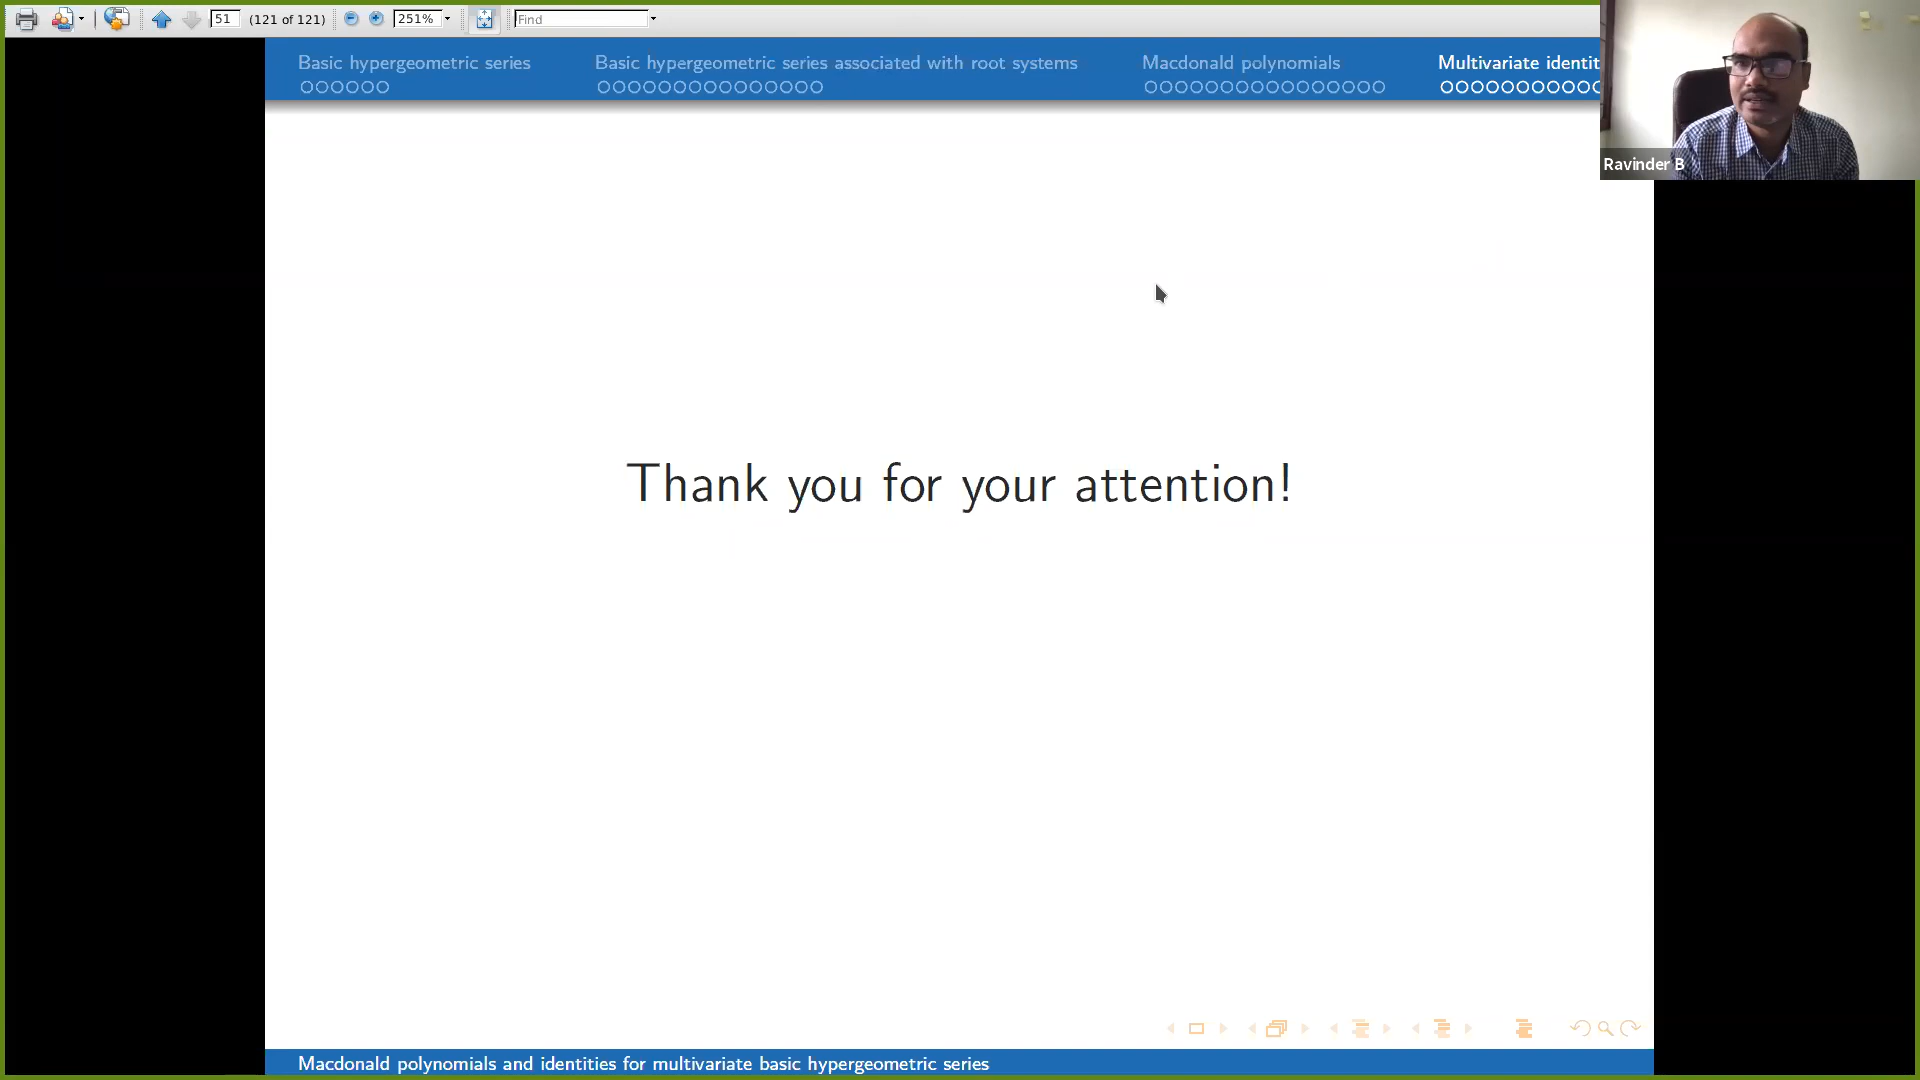 51 (121 of 121) 251% Find
Basic hypergeometric series Basic hypergeometric series associated with root systems Macdonald polynomials Multivariate identit
Ravinder B
Thank you for your attention!
Macdonald polynomials and identities for multivariate basic hypergeometric series